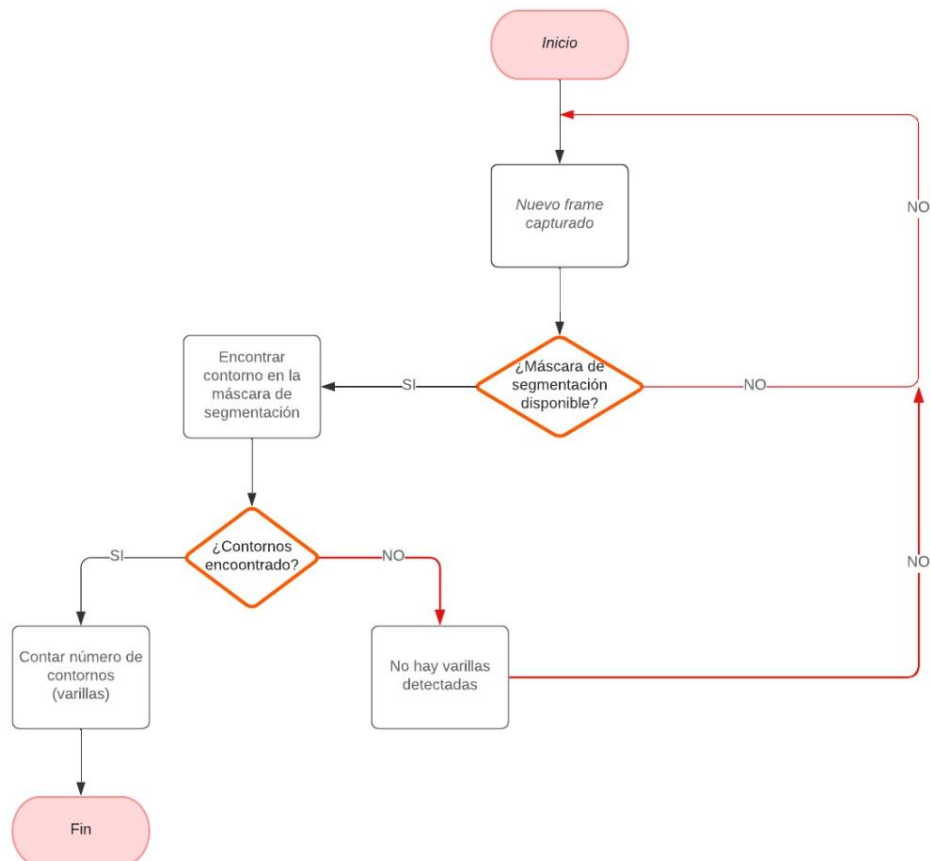 Inicio
Nuevo frame
capturado
NO
¿Máscara de
segmentación
disponible?
SI
NO
Encontrar
contorno en la
máscara de
segmentación
¿Contornos
encoontrado?
SI
NO
NO
Contar número de
contornos
(varillas)
No hay varillas
detectadas
Fin